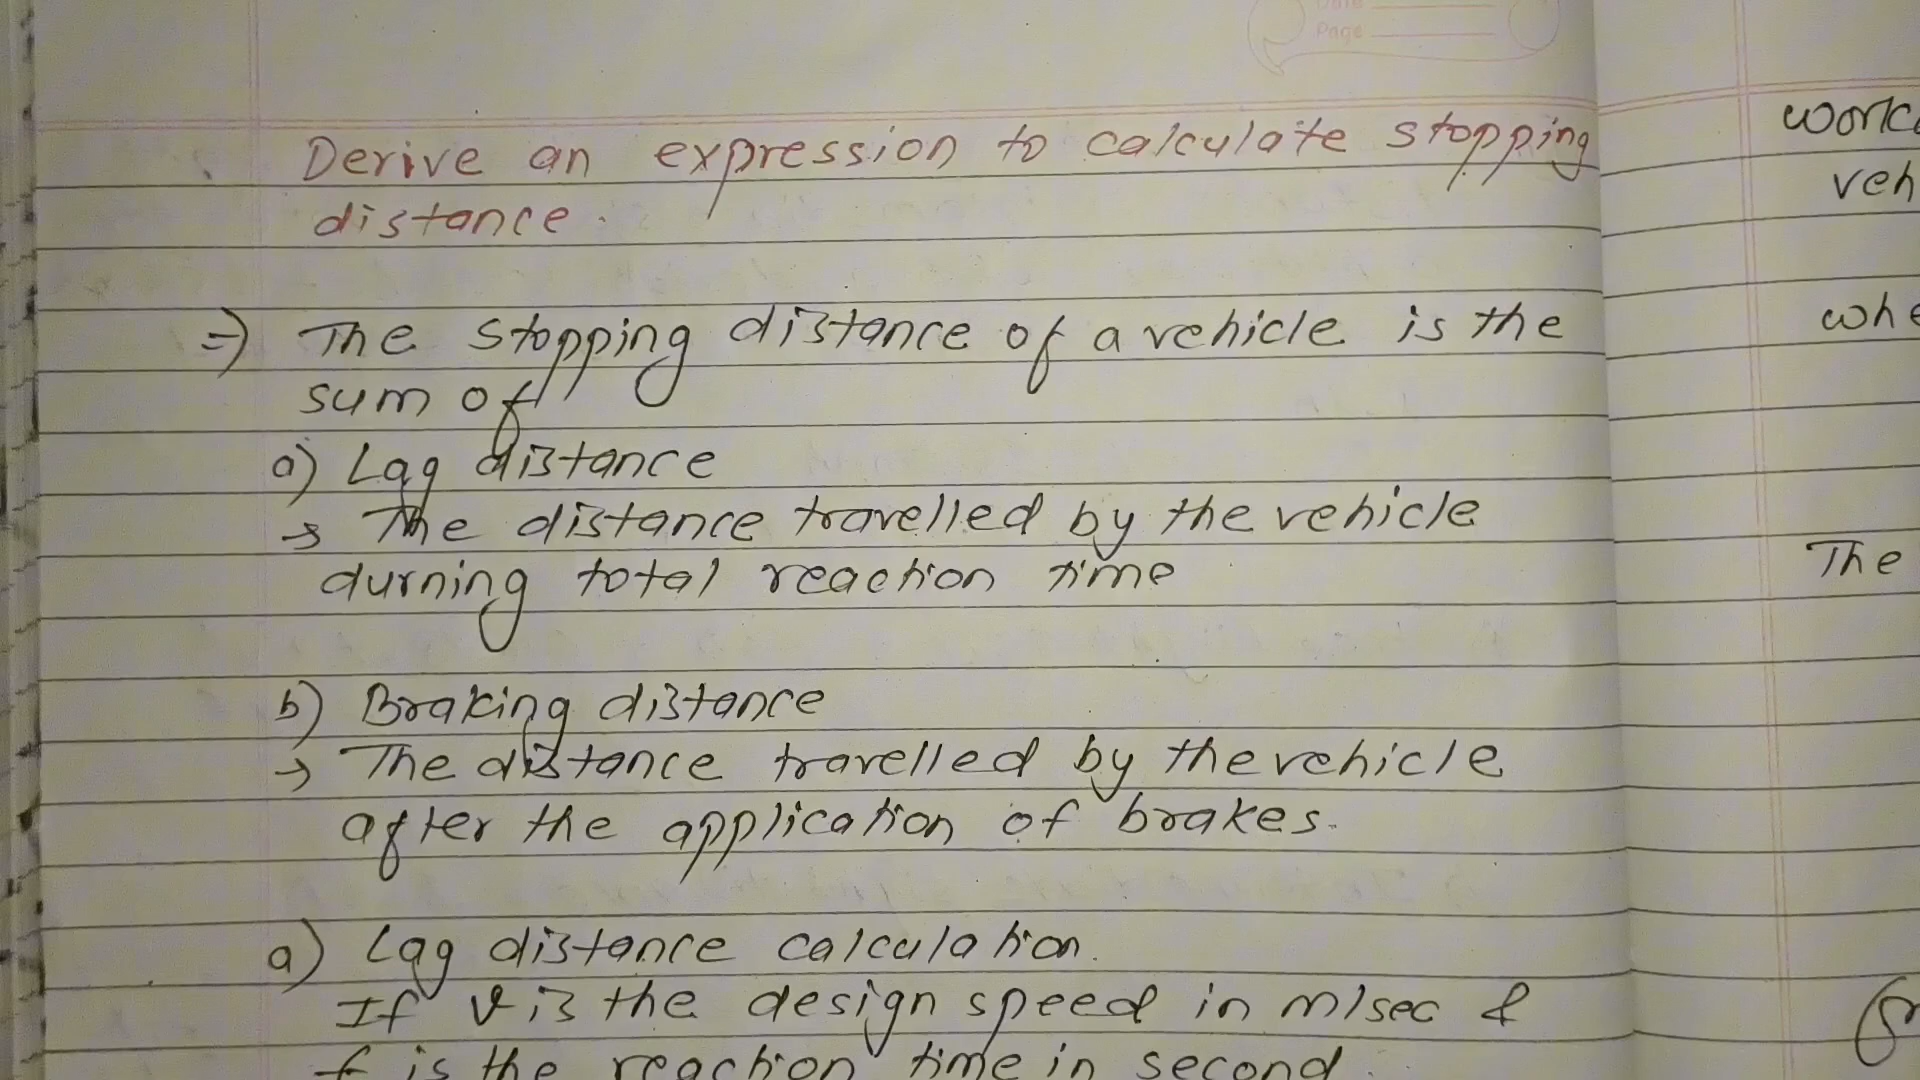 Date
Page
Derive an expression to calculate stopping
distance.
=) The stopping distance of a vehicle is the
sum of
a) Lag distance
→ The distance travelled by the vehicle
durning total reaction time
b) Braking distance
→ The distance travelled by the vehicle
after the application of brakes.
a) Lag distance calculation.
If v is the design speed in m/sec &
t is the reaction time in second.
veh
whe
The